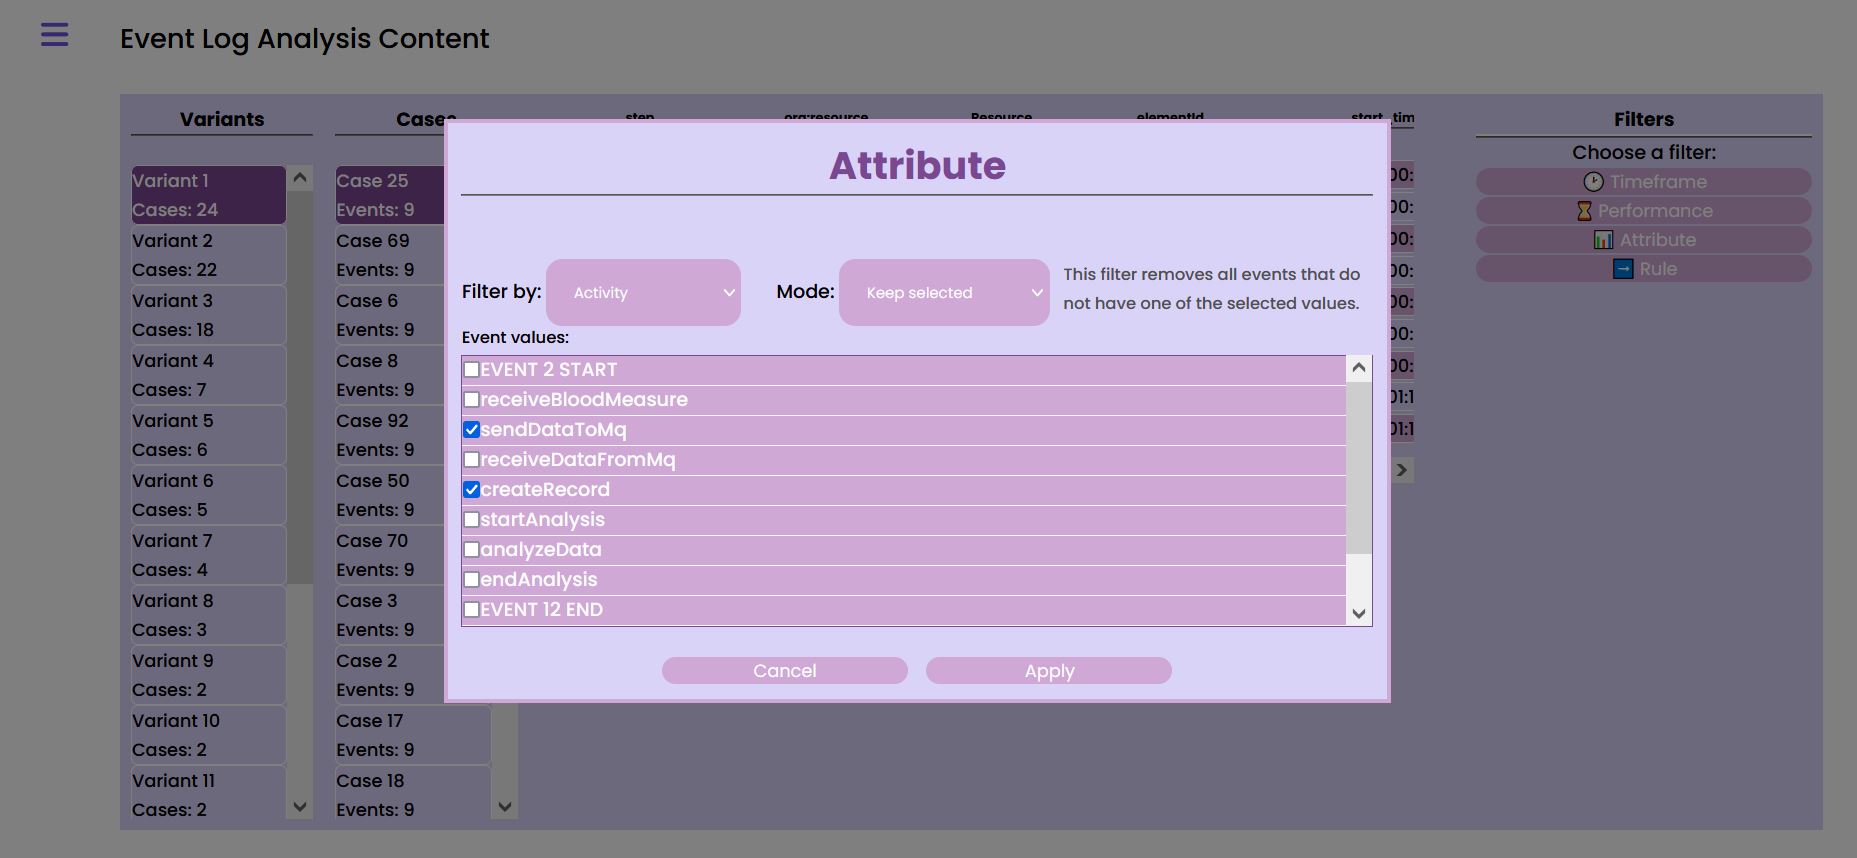 Event Log Analysis Content
Variants
Variant 1
Cases: 24
Variant 2
Cases: 22
Variant 3
Cases: 18
Variant 4
Cases: 7
Variant 5
Cases: 6
Variant 6
Cases: 5
Variant 7
Cases: 4
Variant 8
Cases: 3
Variant 9
Cases: 2
Variant 10
Cases: 2
Variant 11
Cases: 2
Cases
Case 25
Events: 9
Case 69
Events: 9
Case 6
Events: 9
Case 8
Events: 9
Case 92
Events: 9
Case 50
Events: 9
Case 70
Events: 9
Case 3
Events: 9
Case 2
Events: 9
Case 17
Events: 9
Case 18
Events: 9
step org:resource Resource elementId
Attribute
Filter by: Activity Mode: Keep selected
This filter removes all events that do
not have one of the selected values.
Event values:
EVENT 2 START
receiveBloodMeasure
sendDataToMq
receiveDataFromMq
createRecord
startAnalysis
analyzeData
endAnalysis
EVENT 12 END
Cancel Apply
Filters
Choose a filter:
Timeframe
Performance
Attribute
Rule